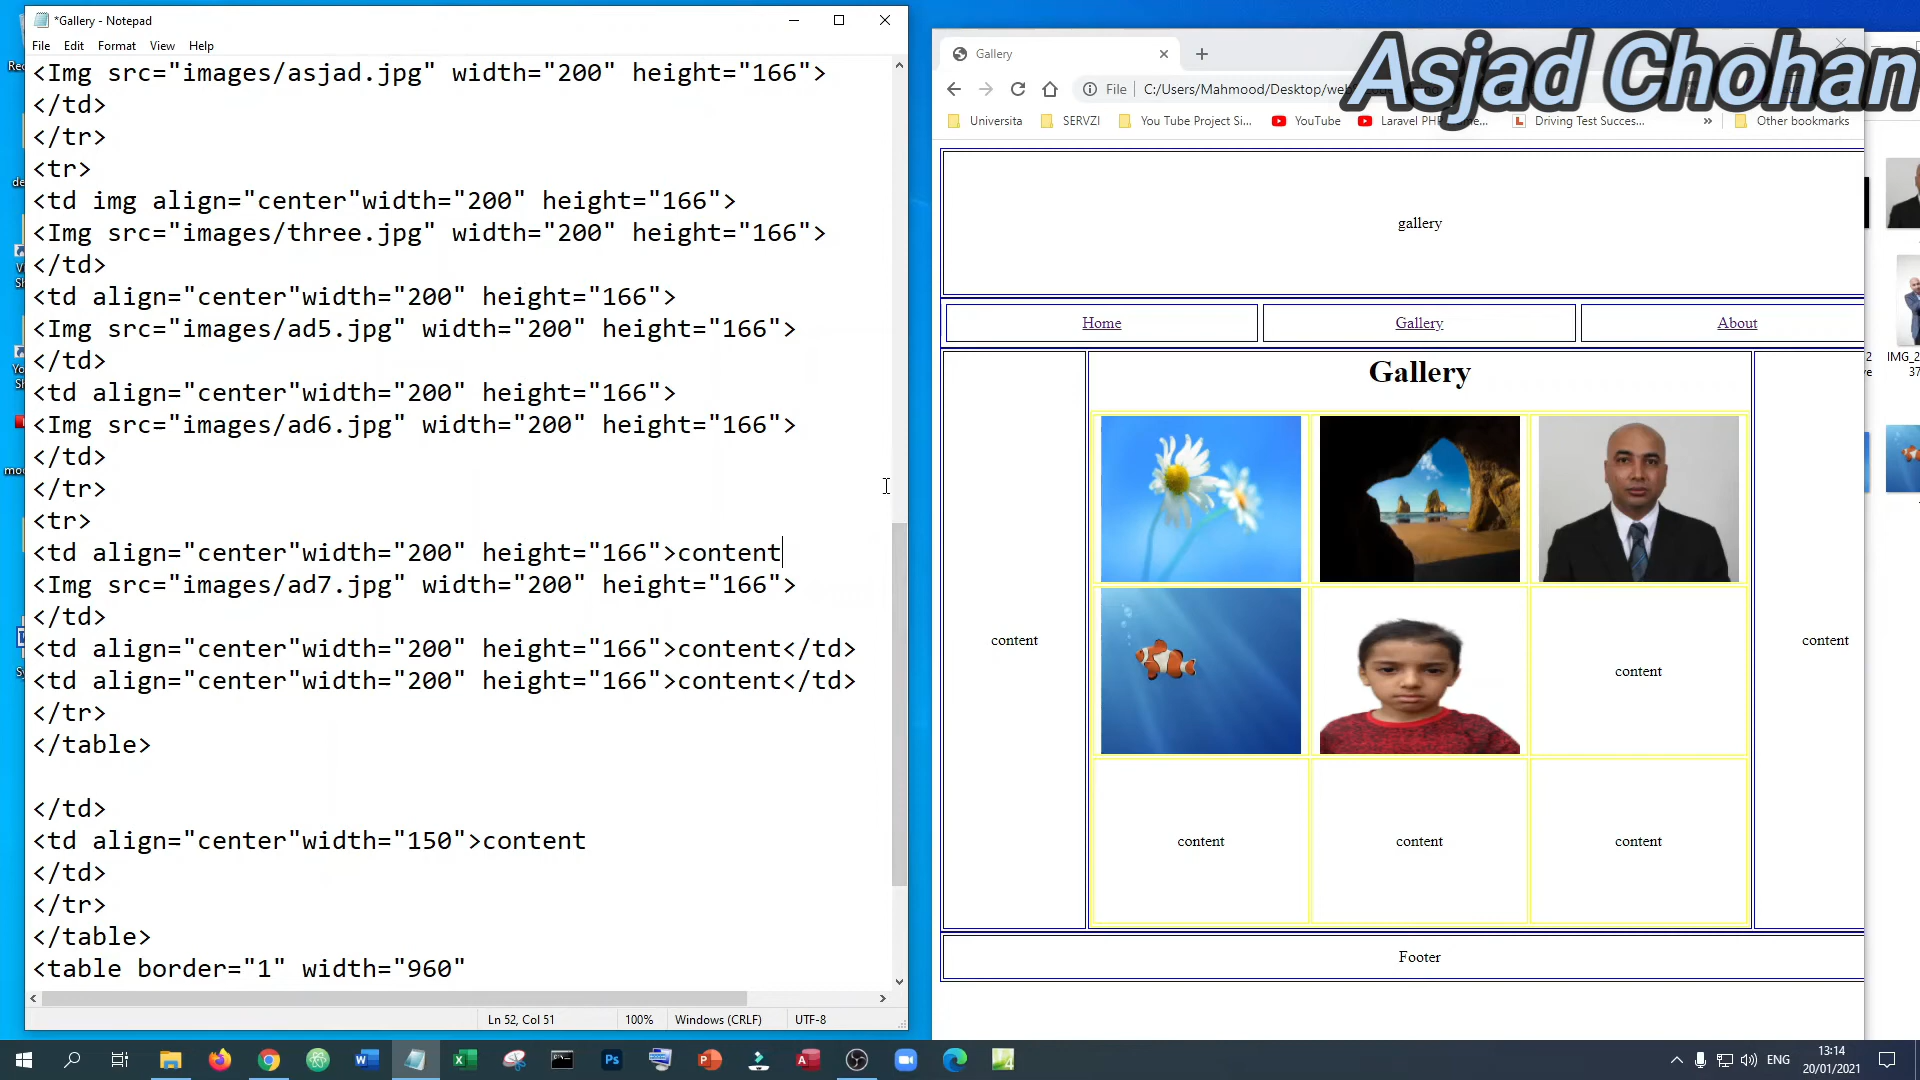 *Gallery - Notepad
File Edit Format View Help
<Img src="images/asjad.jpg" width="200" height="166">
</td>
</tr>
<tr>
<td img align="center"width="200" height="166">
<Img src="images/three.jpg" width="200" height="166">
</td>
<td align="center"width="200" height="166">
<Img src="images/ad5.jpg" width="200" height="166">
</td>
<td align="center"width="200" height="166">
<Img src="images/ad6.jpg" width="200" height="166">
</td>
</tr>
<tr>
<td align="center"width="200" height="166">content
<Img src="images/ad7.jpg" width="200" height="166">
</td>
<td align="center"width="200" height="166">content</td>
<td align="center"width="200" height="166">content</td>
</tr>
</table>
</td>
<td align="center"width="150">content
</td>
</tr>
</table>
<table border="1" width="960"
Ln 52, Col 51 100% Windows (CRLF) UTF-8
Gallery
Asjad Chohan
File C:/Users/Mahmood/Desktop/web
Universita SERVZI You Tube Project Si... YouTube Laravel PHP Driving Test Succes... » Other bookmarks
gallery
Home Gallery About
Gallery
content
content
content
content content content
Footer
ENG
13:14
20/01/2021